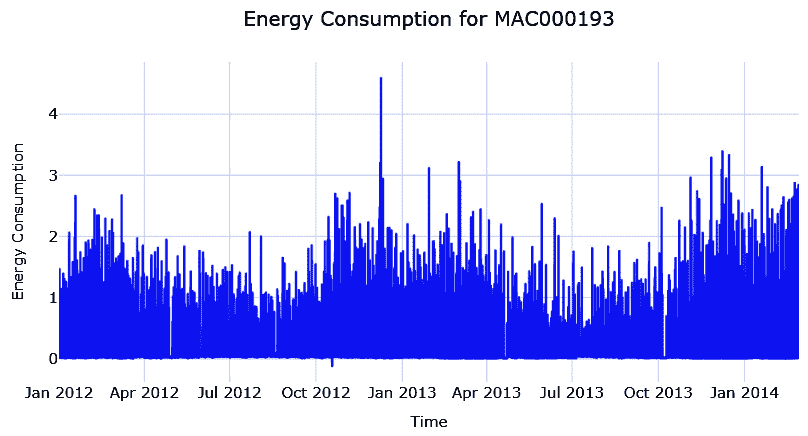 Energy Consumption for MAC000193
Energy Consumption
4
3
2
1
0
Jan 2012 Apr 2012 Jul 2012 Oct 2012 Jan 2013 Apr 2013 Jul 2013 Oct 2013 Jan 2014
Time